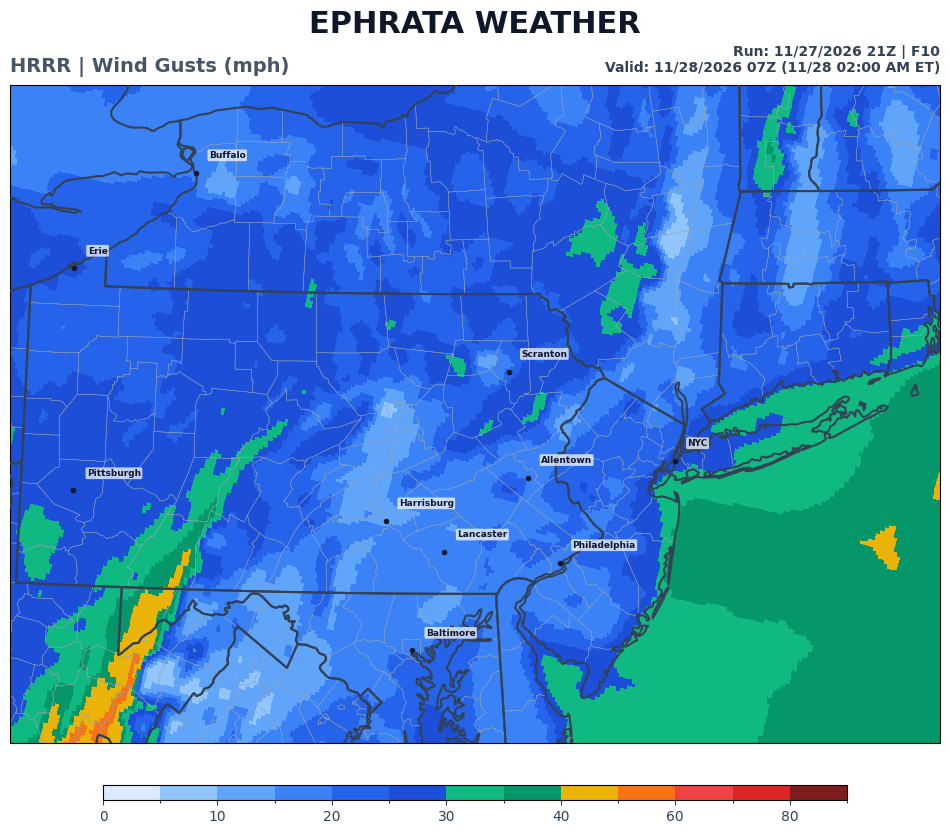 EPHRATA WEATHER
HRRR | Wind Gusts (mph)
Run: 11/27/2026 21Z | F10
Valid: 11/28/2026 07Z (11/28 02:00 AM ET)
Buffalo
Erie
Scranton
NYC
Allentown
Pittsburgh
Harrisburg
Lancaster
Philadelphia
Baltimore
0 10 20 30 40 50 60 70 80